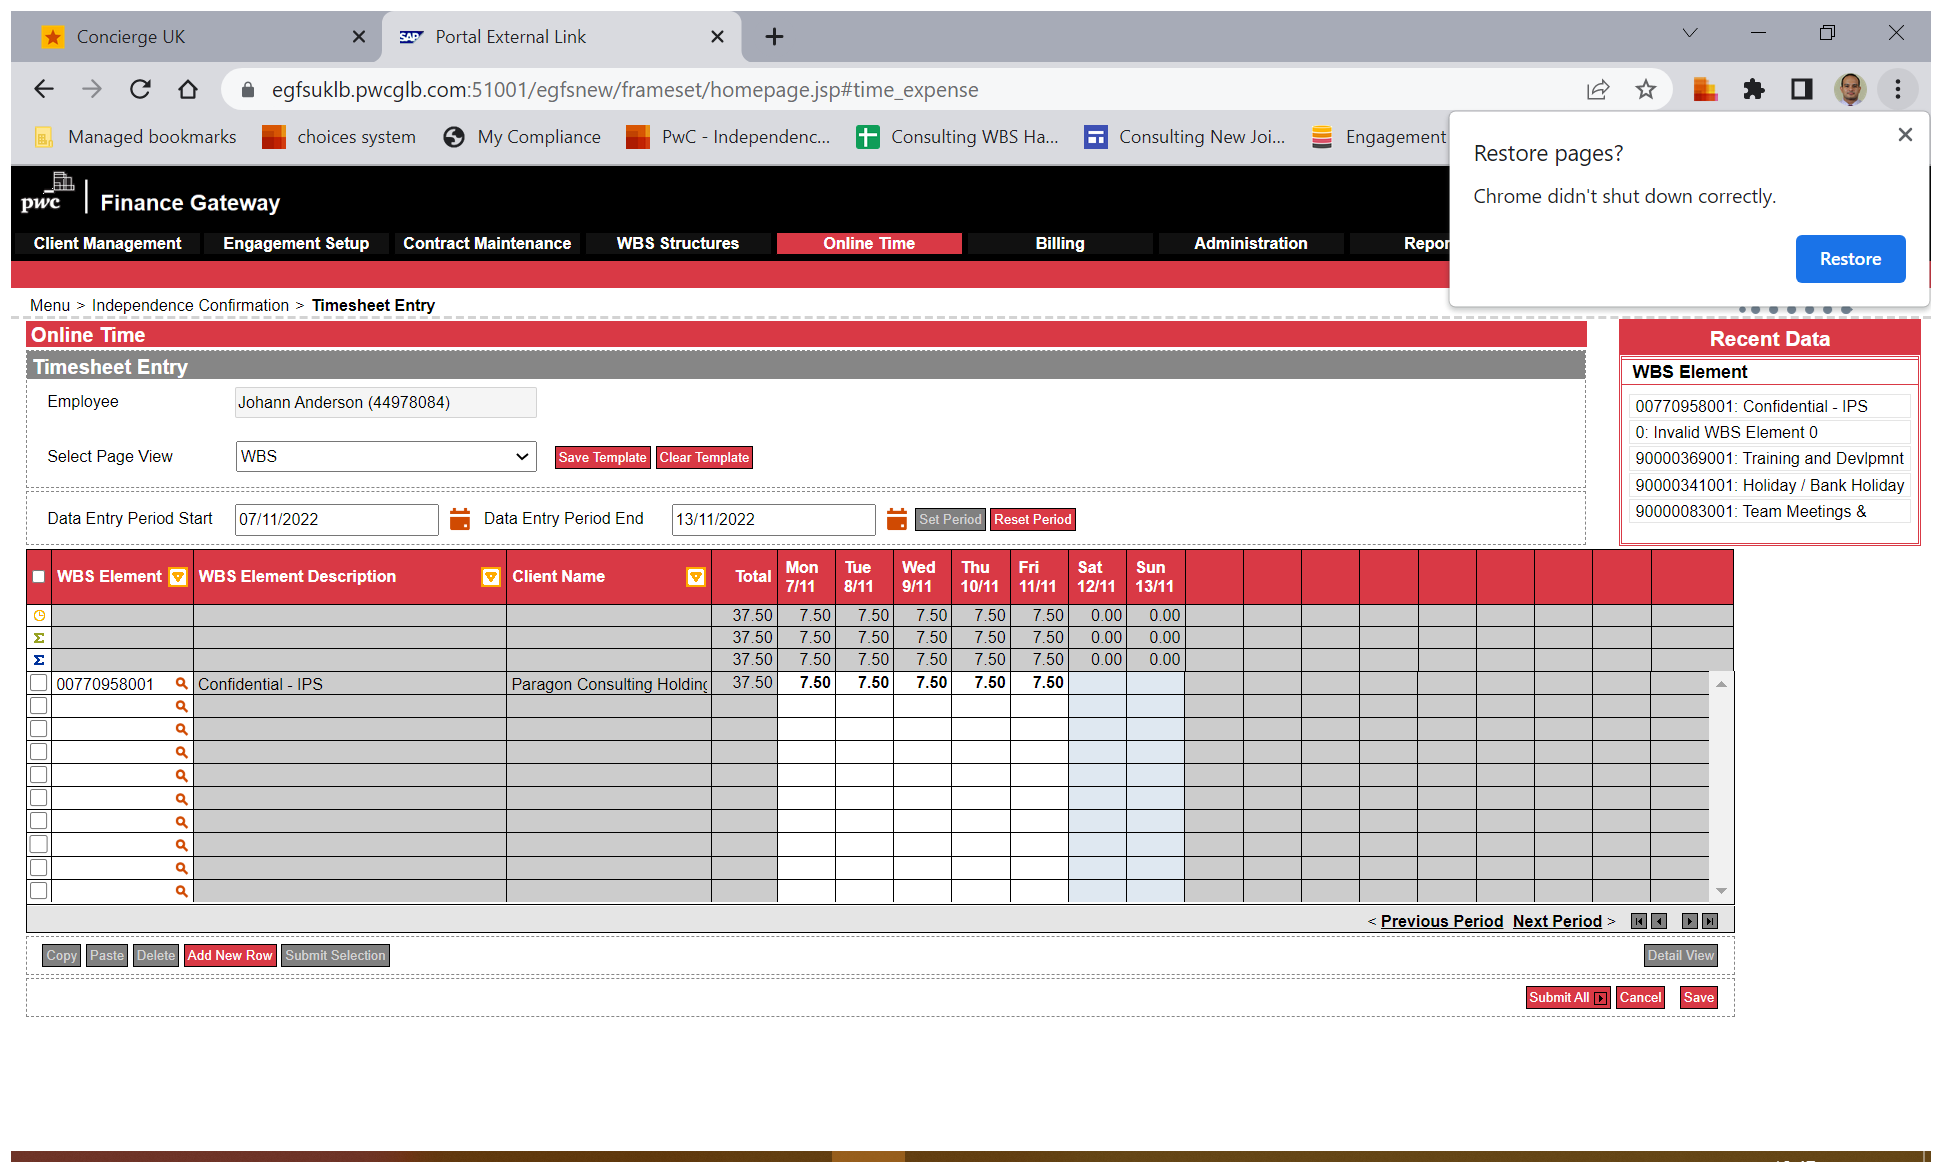 Concierge UK
SAP Portal External Link
egfsuklb.pwcglb.com:51001/egfsnew/frameset/homepage.jsp#time_expense
Managed bookmarks choices system My Compliance PwC - Independenc... Consulting WBS Ha... Consulting New Joi... Engagement
Restore pages?
Chrome didn't shut down correctly.
Restore
pwc Finance Gateway
Client Management Engagement Setup Contract Maintenance WBS Structures Online Time Billing Administration Repor
Menu > Independence Confirmation > Timesheet Entry
Online Time
Timesheet Entry
Employee Johann Anderson (44978084)
Select Page View WBS Save Template Clear Template
Data Entry Period Start 07/11/2022 Data Entry Period End 13/11/2022 Set Period Reset Period
Recent Data
WBS Element
00770958001: Confidential - IPS
0: Invalid WBS Element 0
90000369001: Training and Devlpmnt
90000341001: Holiday / Bank Holiday
90000083001: Team Meetings &
WBS Element WBS Element Description Client Name Total Mon 7/11 Tue 8/11 Wed 9/11 Thu 10/11 Fri 11/11 Sat 12/11 Sun 13/11
37.50 7.50 7.50 7.50 7.50 7.50 0.00 0.00
Σ 37.50 7.50 7.50 7.50 7.50 7.50 0.00 0.00
Σ 37.50 7.50 7.50 7.50 7.50 7.50 0.00 0.00
00770958001 Confidential - IPS Paragon Consulting Holding 37.50 7.50 7.50 7.50 7.50 7.50
< Previous Period Next Period >
Copy Paste Delete Add New Row Submit Selection Detail View
Submit All Cancel Save